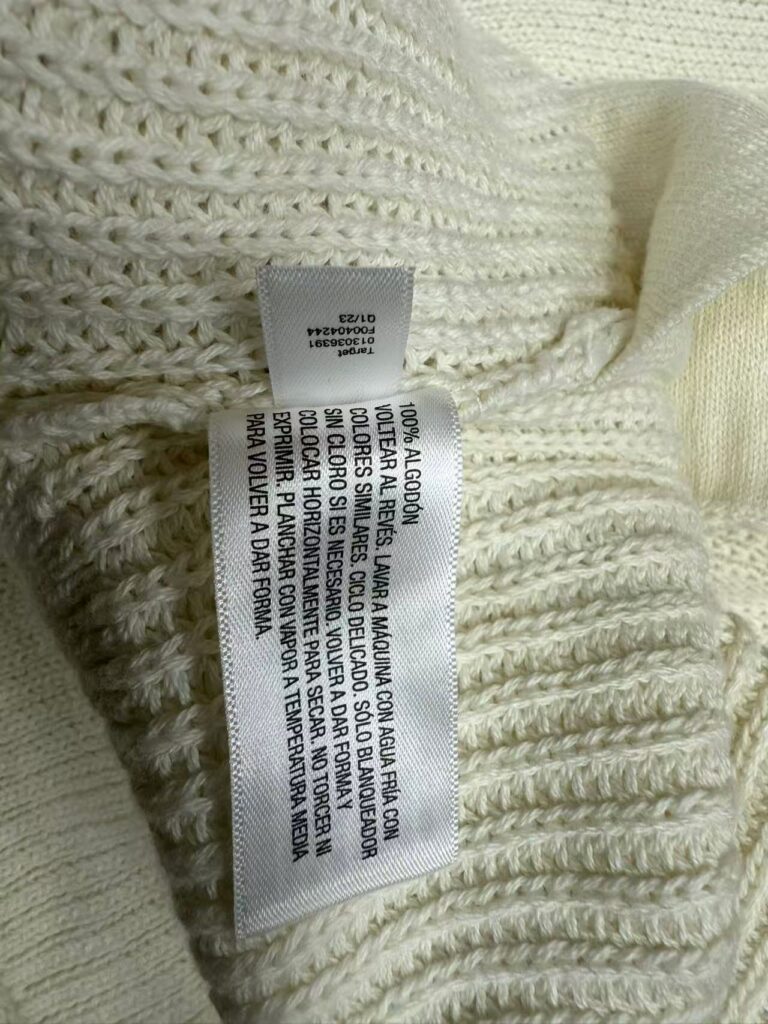 Target
013036391
F00404244
Q1/23
100% ALGODÓN
VOLTEAR AL REVÉS. LAVAR A MÁQUINA CON AGUA FRÍA CON
COLORES SIMILARES. CICLO DELICADO. SÓLO BLANQUEADOR
SIN CLORO SI ES NECESARIO. VOLVER A DAR FORMA Y
COLOCAR HORIZONTALMENTE PARA SECAR. NO TORCER NI
EXPRIMIR. PLANCHAR CON VAPOR A TEMPERATURA MEDIA
PARA VOLVER A DAR FORMA.